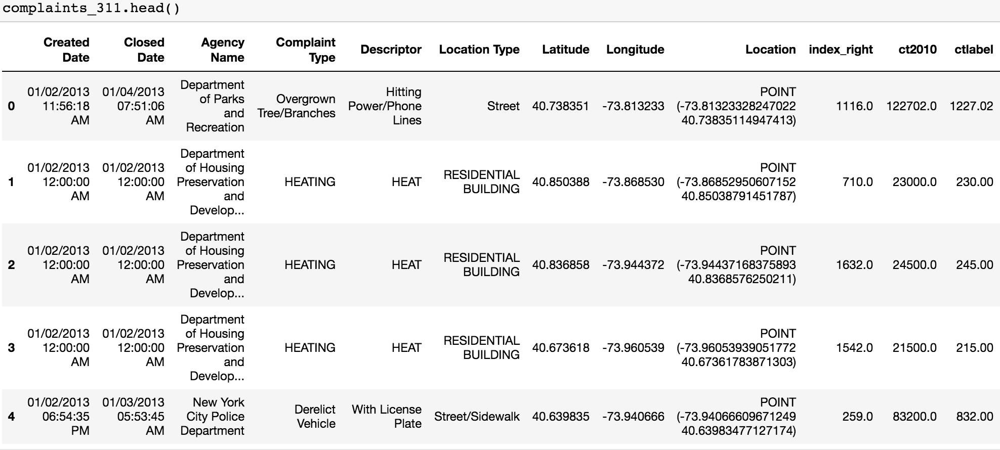 complaints_311.head()
Created Date Closed Date Agency Name Complaint Type Descriptor Location Type Latitude Longitude Location index_right ct2010 ctlabel
0 01/02/2013 11:56:18 AM 01/04/2013 07:51:06 AM Department of Parks and Recreation Overgrown Tree/Branches Hitting Power/Phone Lines Street 40.738351 -73.813233 POINT (-73.81323328247022 40.73835114947413) 1116.0 122702.0 1227.02
1 01/02/2013 12:00:00 AM 01/02/2013 12:00:00 AM Department of Housing Preservation and Develop... HEATING HEAT RESIDENTIAL BUILDING 40.850388 -73.868530 POINT (-73.86852950607152 40.85038791451787) 710.0 23000.0 230.00
2 01/02/2013 12:00:00 AM 01/02/2013 12:00:00 AM Department of Housing Preservation and Develop... HEATING HEAT RESIDENTIAL BUILDING 40.836858 -73.944372 POINT (-73.94437168375893 40.8368576250211) 1632.0 24500.0 245.00
3 01/02/2013 12:00:00 AM 01/02/2013 12:00:00 AM Department of Housing Preservation and Develop... HEATING HEAT RESIDENTIAL BUILDING 40.673618 -73.960539 POINT (-73.96053939051772 40.67361783871303) 1542.0 21500.0 215.00
4 01/02/2013 06:54:35 PM 01/03/2013 05:53:45 AM New York City Police Department Derelict Vehicle With License Plate Street/Sidewalk 40.639835 -73.940666 POINT (-73.94066609671249 40.63983477127174) 259.0 83200.0 832.00